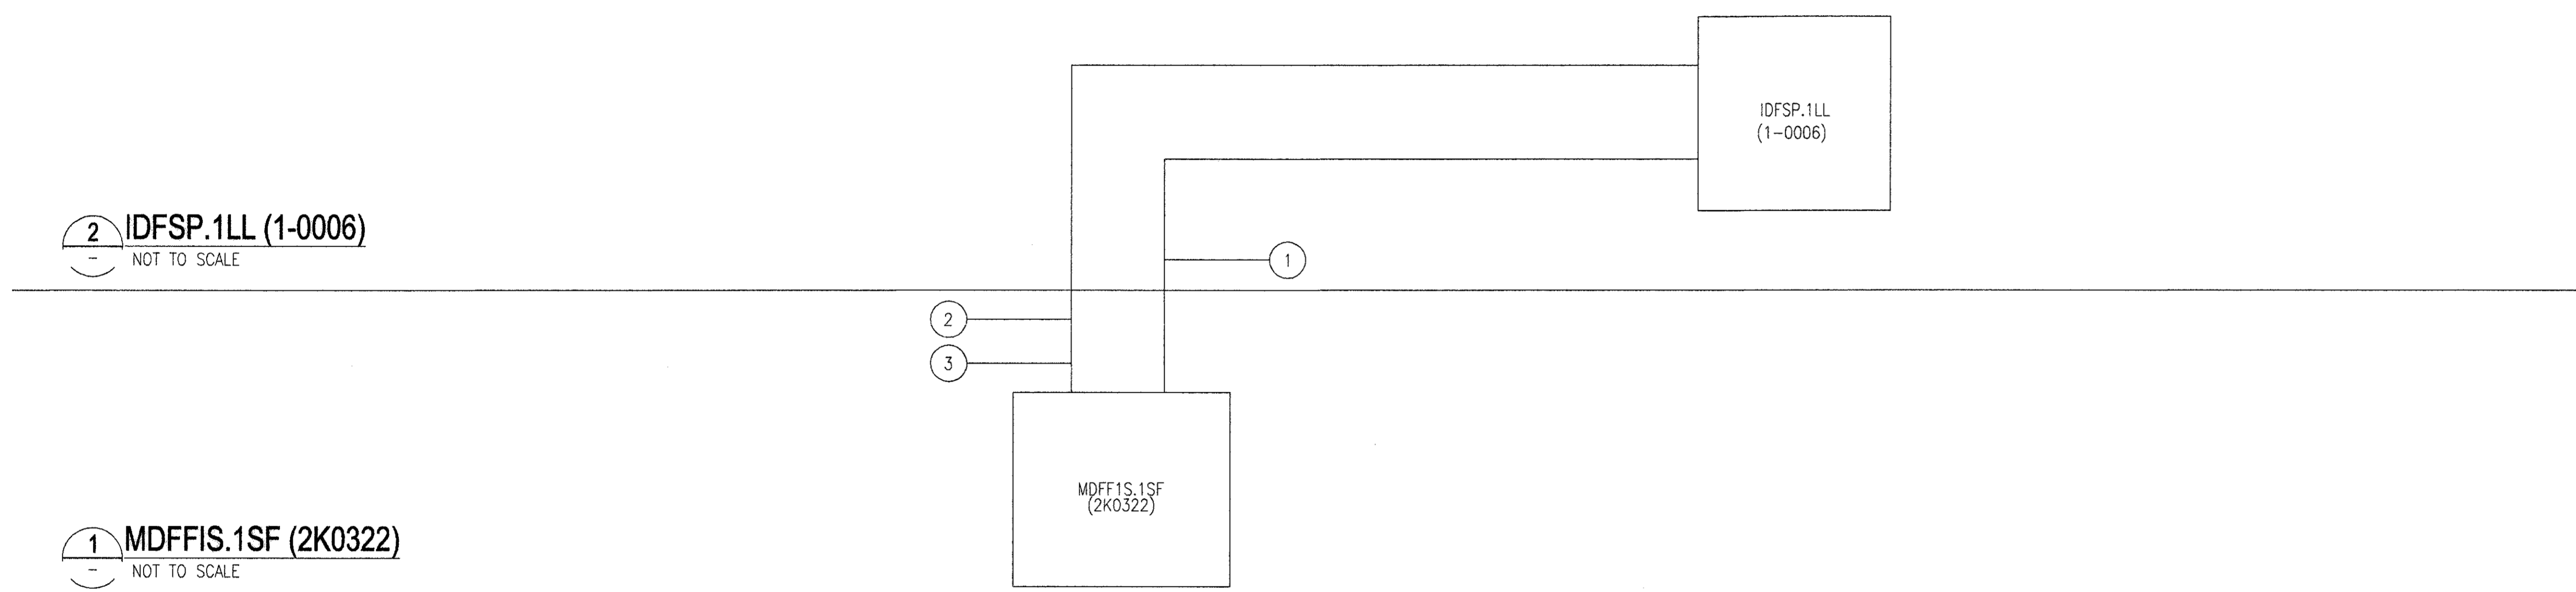 IDFSP.1LL
(1-0006)
2 IDFSP.1LL (1-0006)
- NOT TO SCALE
1
2
3
MDFF1S.1SF
(2K0322)
1 MDFFIS.1SF (2K0322)
- NOT TO SCALE